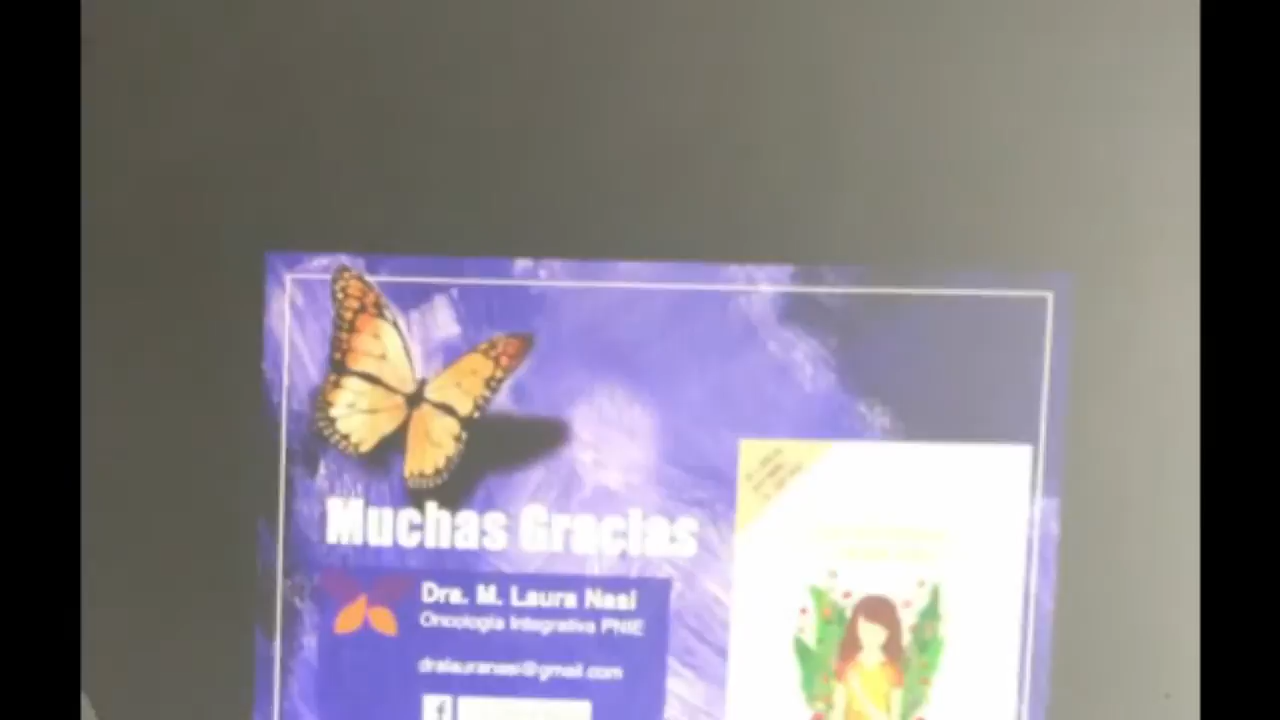 Muchas Gracias
Dra. M. Laura Nasi
Oncología Integrativa PNIE
dralauranasi@gmail.com
f